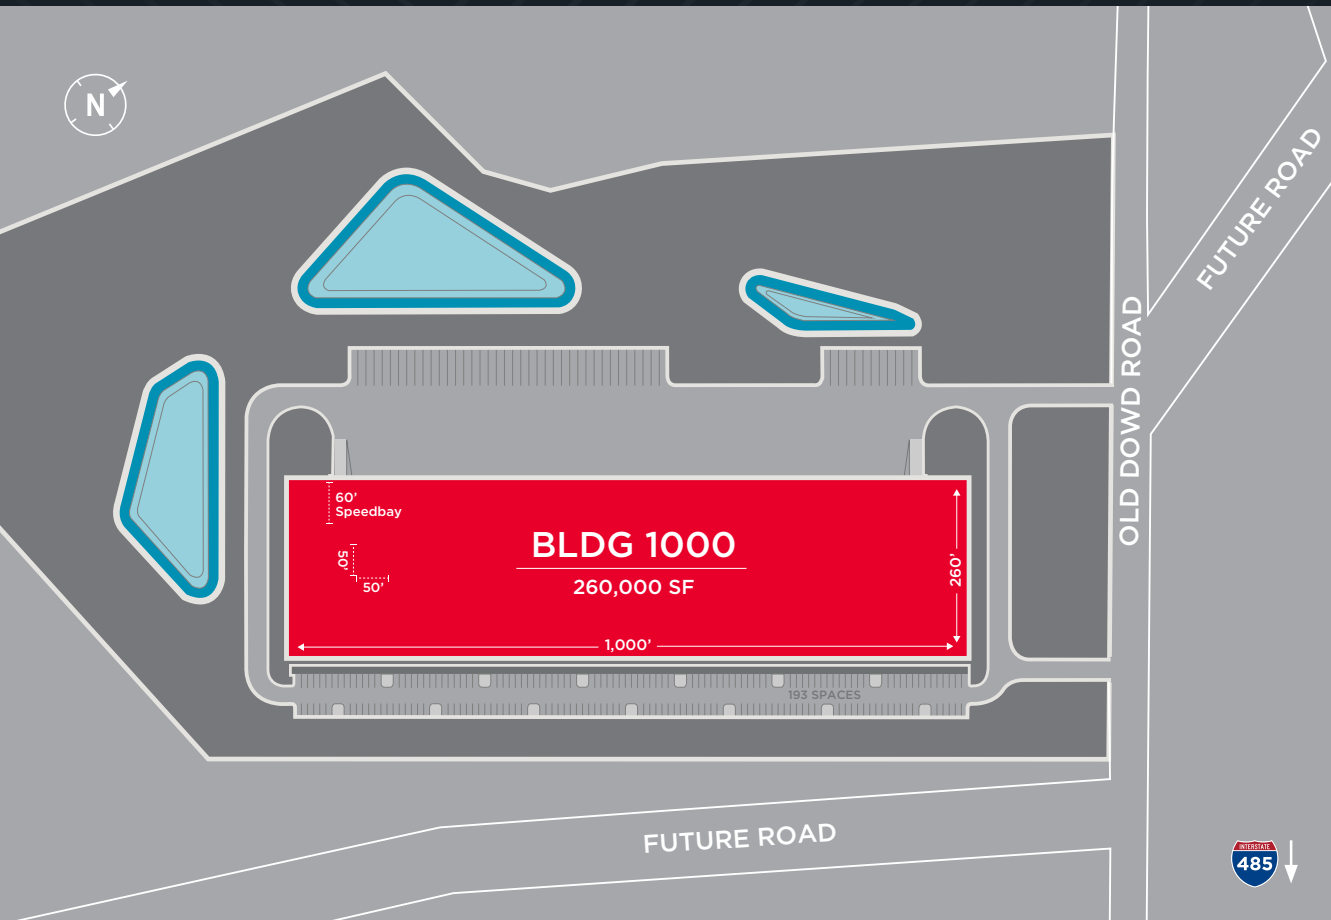 N
FUTURE ROAD
OLD DOWD ROAD
60'
Speedbay
50'
50'
BLDG 1000
260,000 SF
260'
1,000'
193 SPACES
FUTURE ROAD
INTERSTATE
485